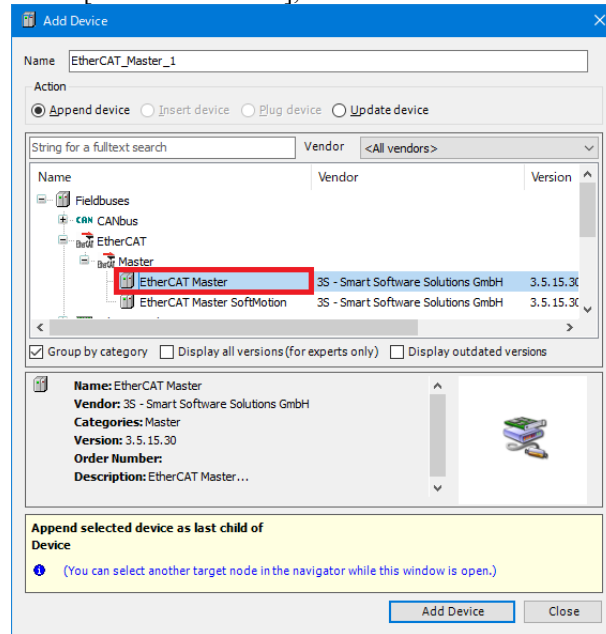 Add Device
Name EtherCAT_Master_1
Action
Append device Insert device Plug device Update device
String for a fulltext search Vendor <All vendors>
Name Vendor Version
Fieldbuses
CAN CANbus
EtherCAT
Master
EtherCAT Master 3S - Smart Software Solutions GmbH 3.5.15.30
EtherCAT Master SoftMotion 3S - Smart Software Solutions GmbH 3.5.15.30
Group by category Display all versions (for experts only) Display outdated versions
Name: EtherCAT Master
Vendor: 3S - Smart Software Solutions GmbH
Categories: Master
Version: 3.5.15.30
Order Number:
Description: EtherCAT Master...
Append selected device as last child of
Device
(You can select another target node in the navigator while this window is open.)
Add Device Close